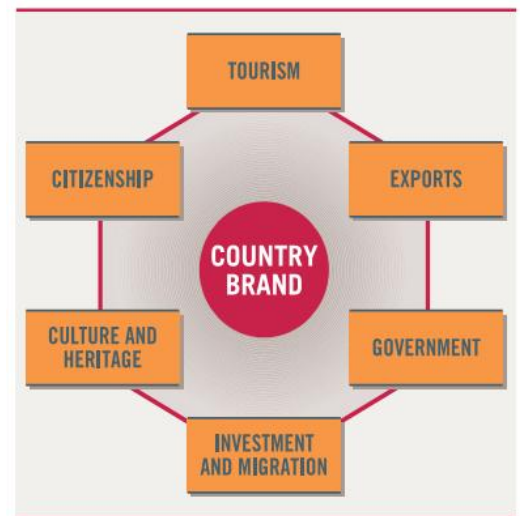 TOURISM
CITIZENSHIP
EXPORTS
COUNTRY
BRAND
CULTURE AND
HERITAGE
GOVERNMENT
INVESTMENT
AND MIGRATION